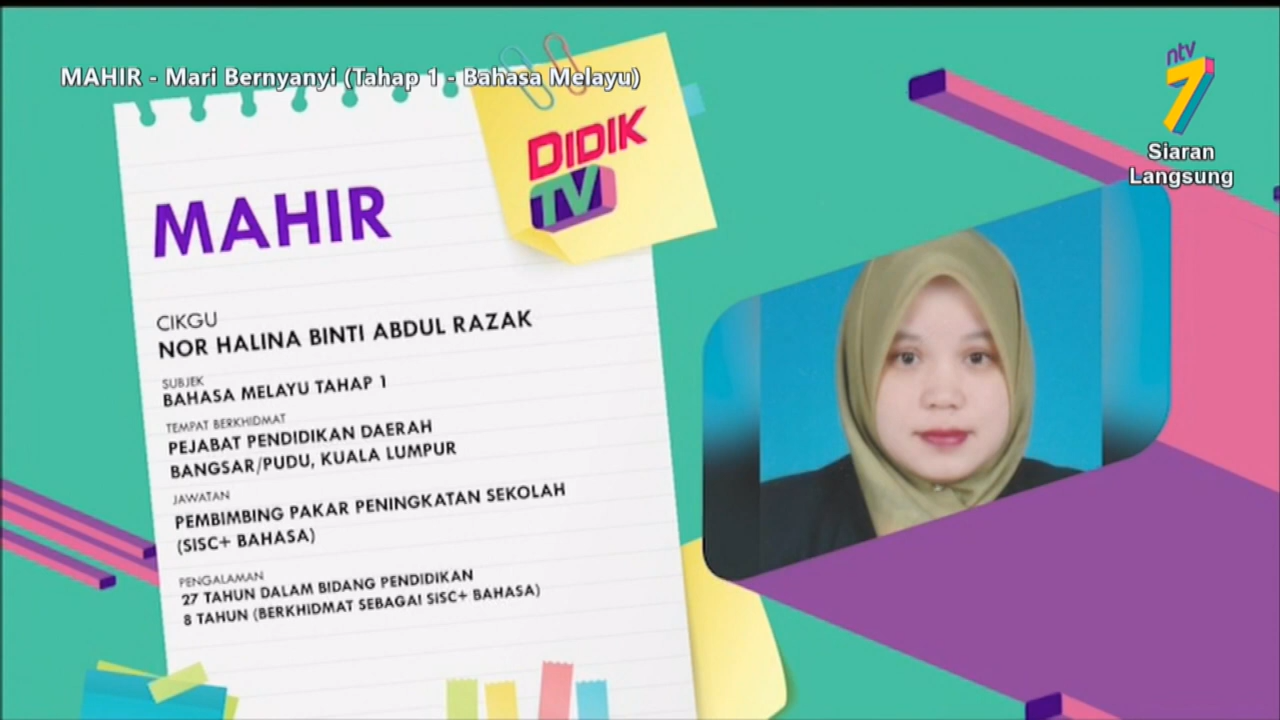 MAHIR - Mari Bernyanyi (Tahap 1 - Bahasa Melayu)
ntv
7
Siaran
Langsung
DIDIK
TV
MAHIR
CIKGU
NOR HALINA BINTI ABDUL RAZAK
SUBJEK
BAHASA MELAYU TAHAP 1
TEMPAT BERKHIDMAT
PEJABAT PENDIDIKAN DAERAH
BANGSAR/PUDU, KUALA LUMPUR
JAWATAN
PEMBIMBING PAKAR PENINGKATAN SEKOLAH
(SISC+ BAHASA)
PENGALAMAN
27 TAHUN DALAM BIDANG PENDIDIKAN
8 TAHUN (BERKHIDMAT SEBAGAI SISC+ BAHASA)